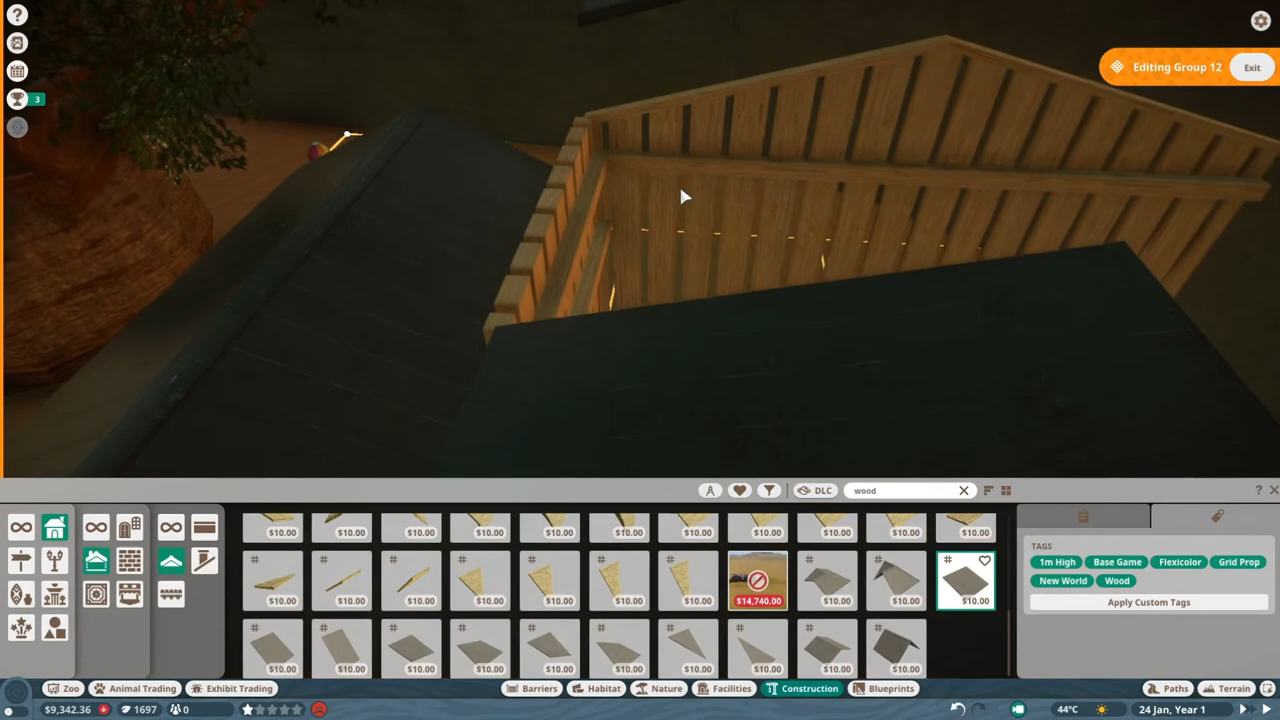 ?
Editing Group 12
Exit
3
DLC
wood
?
$10.00 $10.00 $10.00 $10.00 $10.00 $10.00 $10.00 $10.00 $10.00 $10.00 $10.00
# $10.00 # $10.00 # $10.00 # $10.00 # $10.00 # $10.00 # $10.00 $14,740.00 # $10.00 # $10.00 # $10.00
# $10.00 # $10.00 # $10.00 # $10.00 # $10.00 # $10.00 # $10.00 # $10.00 # $10.00 # $10.00
TAGS
1m High Base Game Flexicolor Grid Prop
New World Wood
Apply Custom Tags
Zoo Animal Trading Exhibit Trading Barriers Habitat Nature Facilities Construction Blueprints Paths Terrain
$9,342.36 1697 0 44°C 24 Jan, Year 1